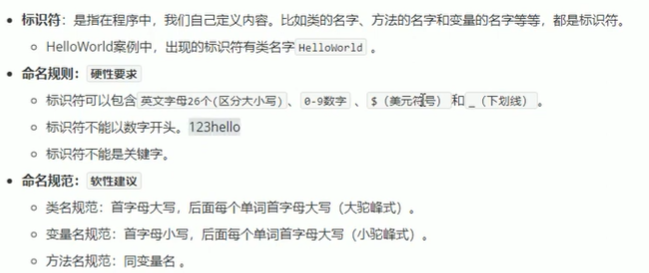 标识符：是指在程序中，我们自己定义内容。比如类的名字、方法的名字和变量的名字等等，都是标识符。
HelloWorld案例中，出现的标识符有类名字 HelloWorld 。
命名规则： 硬性要求
标识符可以包含 英文字母26个(区分大小写) 、 0-9数字 、 $（美元符号） 和 _（下划线） 。
标识符不能以数字开头。123hello
标识符不能是关键字。
命名规范： 软性建议
类名规范：首字母大写，后面每个单词首字母大写（大驼峰式）。
变量名规范：首字母小写，后面每个单词首字母大写（小驼峰式）。
方法名规范：同变量名 。